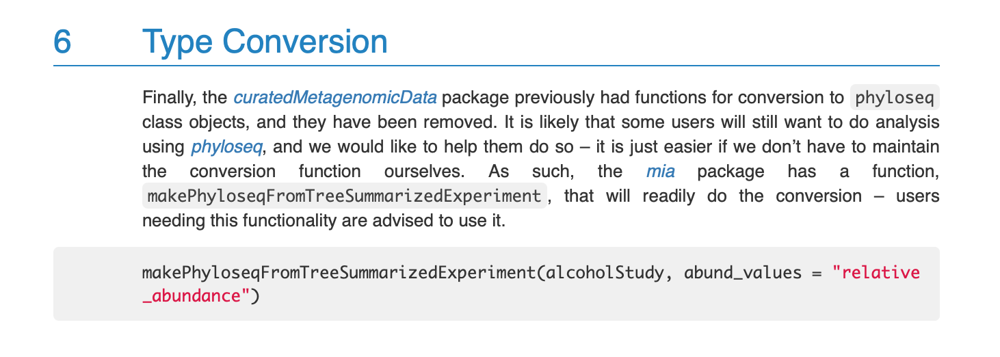 6 Type Conversion
Finally, the curatedMetagenomicData package previously had functions for conversion to phyloseq
class objects, and they have been removed. It is likely that some users will still want to do analysis
using phyloseq, and we would like to help them do so – it is just easier if we don’t have to maintain
the conversion function ourselves. As such, the mia package has a function,
makePhyloseqFromTreeSummarizedExperiment, that will readily do the conversion – users
needing this functionality are advised to use it.
makePhyloseqFromTreeSummarizedExperiment(alcoholStudy, abund_values = "relative
_abundance")